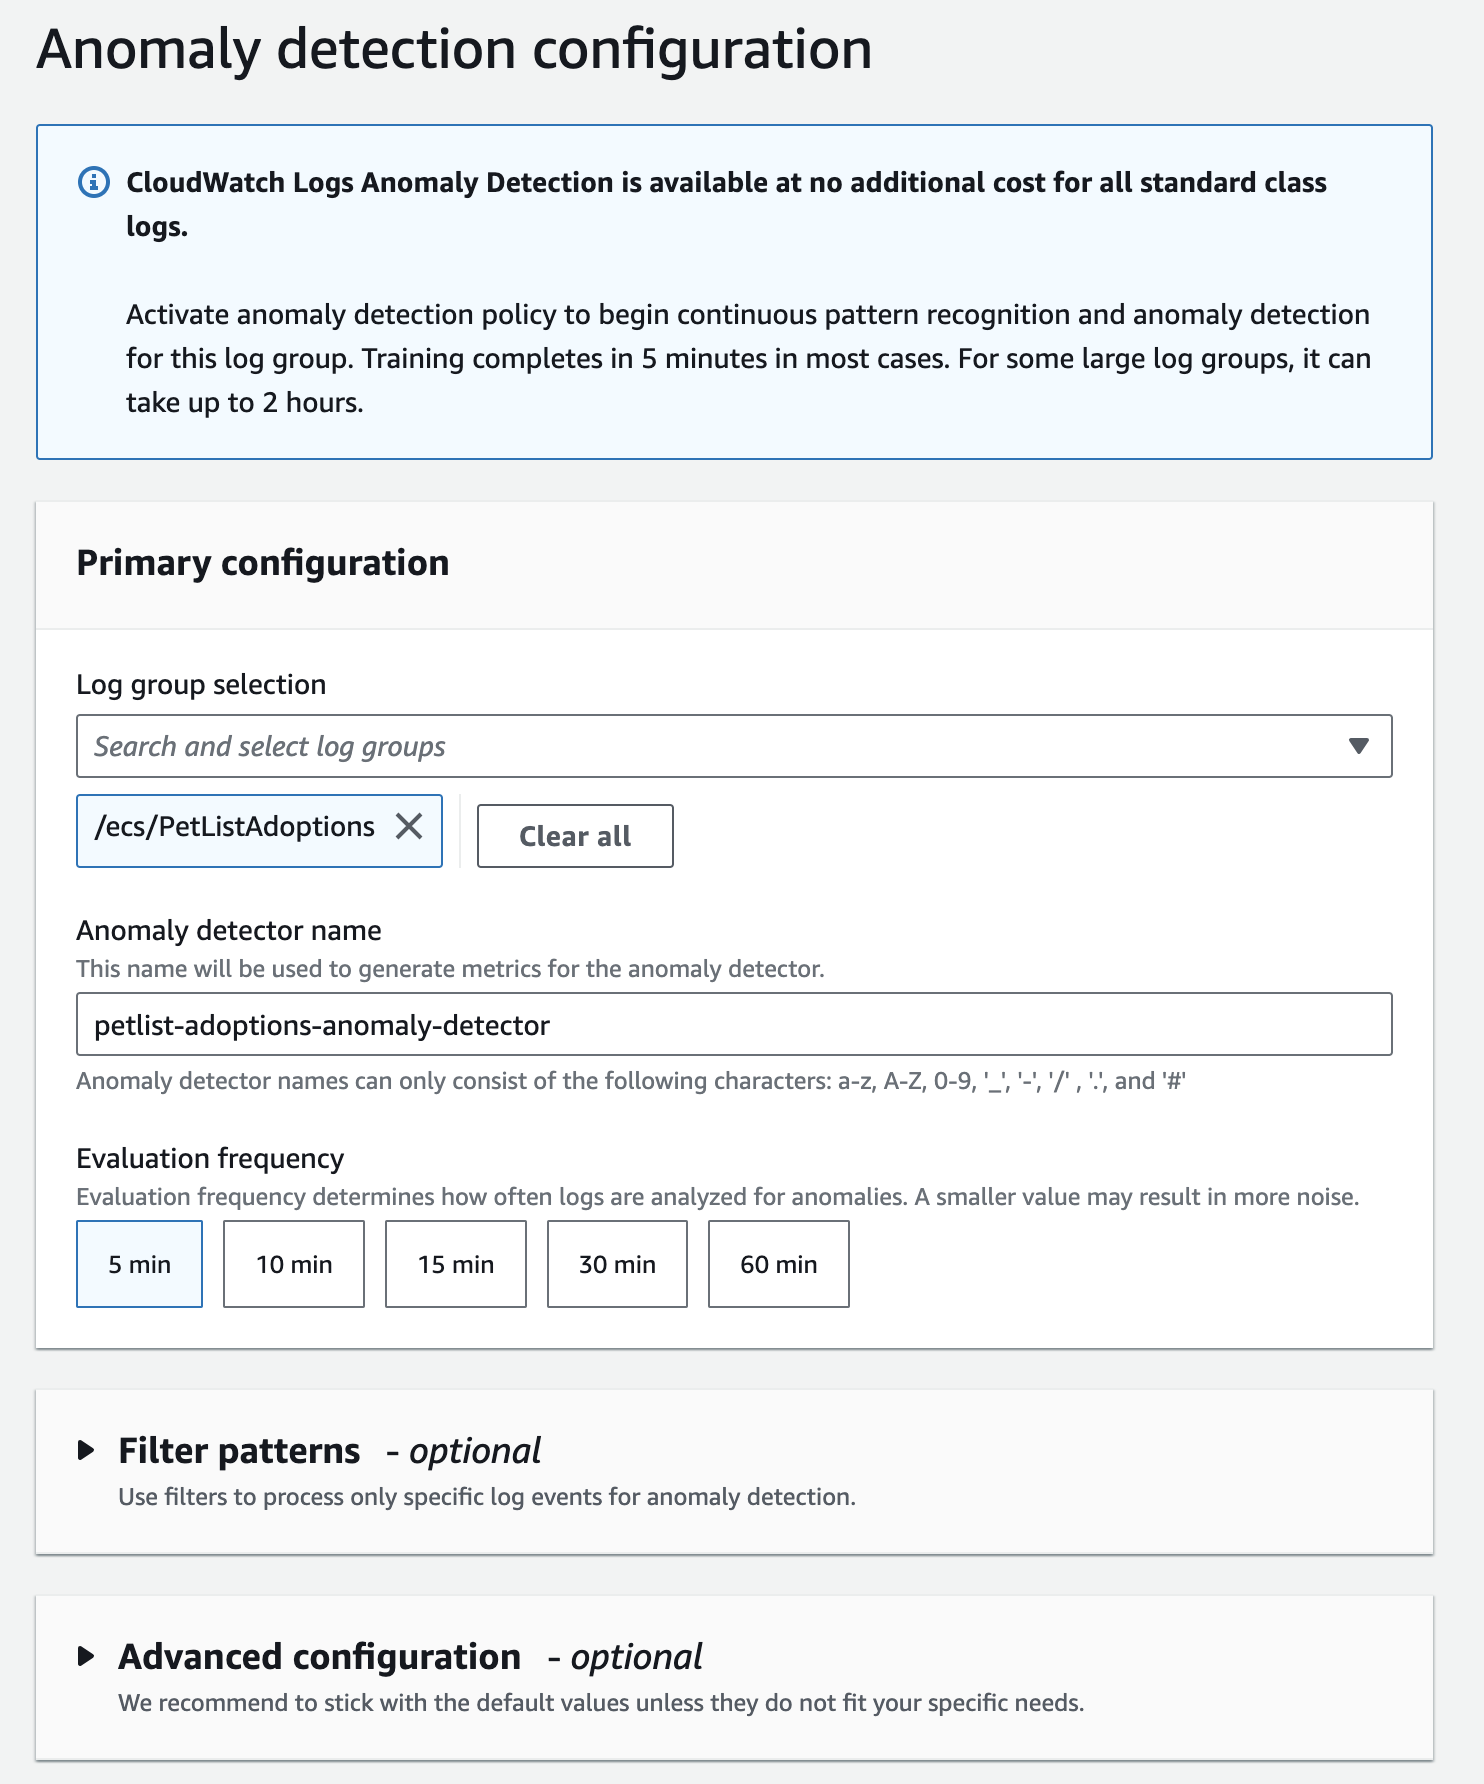 Anomaly detection configuration
CloudWatch Logs Anomaly Detection is available at no additional cost for all standard class
logs.
Activate anomaly detection policy to begin continuous pattern recognition and anomaly detection
for this log group. Training completes in 5 minutes in most cases. For some large log groups, it can
take up to 2 hours.
Primary configuration
Log group selection
Search and select log groups
/ecs/PetListAdoptions
Clear all
Anomaly detector name
This name will be used to generate metrics for the anomaly detector.
petlist-adoptions-anomaly-detector
Anomaly detector names can only consist of the following characters: a-z, A-Z, 0-9, '_', '-', '/' , '.', and '#'
Evaluation frequency
Evaluation frequency determines how often logs are analyzed for anomalies. A smaller value may result in more noise.
5 min 10 min 15 min 30 min 60 min
Filter patterns - optional
Use filters to process only specific log events for anomaly detection.
Advanced configuration - optional
We recommend to stick with the default values unless they do not fit your specific needs.